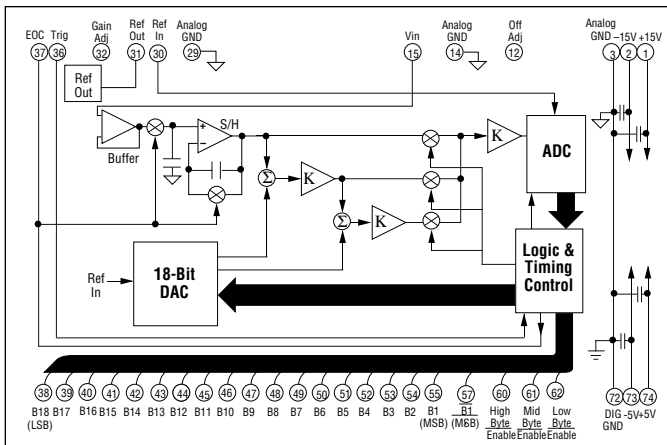 EOC Trig Gain Adj Ref Out Ref In Analog GND Vin Analog GND Off Adj Analog GND –15V +15V
37 36 32 31 30 29 15 14 12 3 2 1
Ref Out
Buffer
+
–
S/H
Σ
K
Σ
K
K
ADC
Ref In
18-Bit DAC
Logic & Timing Control
38 39 40 41 42 43 44 45 46 47 48 49 50 51 52 53 54 55 57 60 61 62 72 73 74
B18 (LSB) B17 B16 B15 B14 B13 B12 B11 B10 B9 B8 B7 B6 B5 B4 B3 B2 B1 (MSB) B1 (M6B) High Byte Enable Mid Byte Enable Low Byte Enable DIG GND -5V +5V